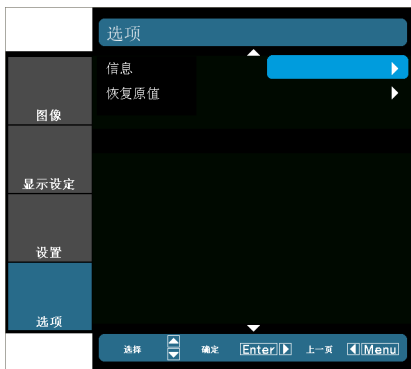 选项
信息
恢复原值
图像
显示设定
设置
选项
选择 确定 Enter 上一页 Menu